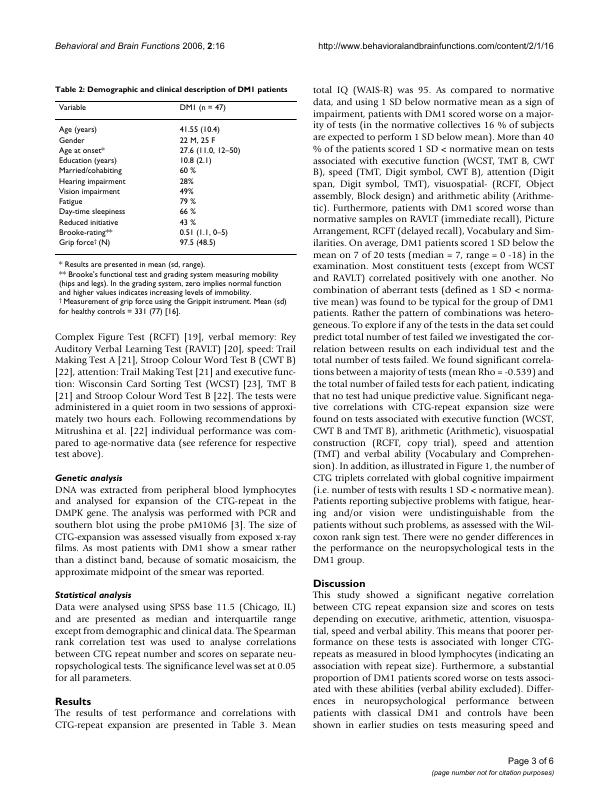 Behavioral and Brain Functions 2006, 2:16
http://www.behavioralandbrainfunctions.com/content/2/1/16
Table 2: Demographic and clinical description of DM1 patients
Variable DM1 (n = 47)
Age (years) 41.55 (10.4)
Gender 22 M, 25 F
Age at onset* 27.6 (11.0, 12–50)
Education (years) 10.8 (2.1)
Married/cohabiting 60 %
Hearing impairment 28%
Vision impairment 49%
Fatigue 79 %
Day-time sleepiness 66 %
Reduced initiative 43 %
Brooke-rating** 0.51 (1.1, 0–5)
Grip force† (N) 97.5 (48.5)
* Results are presented in mean (sd, range).
** Brooke's functional test and grading system measuring mobility
(hips and legs). In the grading system, zero implies normal function
and higher values indicates increasing levels of immobility.
† Measurement of grip force using the Grippit instrument. Mean (sd)
for healthy controls = 331 (77) [16].
Complex Figure Test (RCFT) [19], verbal memory: Rey
Auditory Verbal Learning Test (RAVLT) [20], speed: Trail
Making Test A [21], Stroop Colour Word Test B (CWT B)
[22], attention: Trail Making Test [21] and executive func-
tion: Wisconsin Card Sorting Test (WCST) [23], TMT B
[21] and Stroop Colour Word Test B [22]. The tests were
administered in a quiet room in two sessions of approxi-
mately two hours each. Following recommendations by
Mitrushina et al. [22] individual performance was com-
pared to age-normative data (see reference for respective
test above).
Genetic analysis
DNA was extracted from peripheral blood lymphocytes
and analysed for expansion of the CTG-repeat in the
DMPK gene. The analysis was performed with PCR and
southern blot using the probe pM10M6 [3]. The size of
CTG-expansion was assessed visually from exposed x-ray
films. As most patients with DM1 show a smear rather
than a distinct band, because of somatic mosaicism, the
approximate midpoint of the smear was reported.
Statistical analysis
Data were analysed using SPSS base 11.5 (Chicago, IL)
and are presented as median and interquartile range
except from demographic and clinical data. The Spearman
rank correlation test was used to analyse correlations
between CTG repeat number and scores on separate neu-
ropsychological tests. The significance level was set at 0.05
for all parameters.
Results
The results of test performance and correlations with
CTG-repeat expansion are presented in Table 3. Mean
total IQ (WAIS-R) was 95. As compared to normative
data, and using 1 SD below normative mean as a sign of
impairment, patients with DM1 scored worse on a major-
ity of tests (in the normative collectives 16 % of subjects
are expected to perform 1 SD below mean). More than 40
% of the patients scored 1 SD < normative mean on tests
associated with executive function (WCST, TMT B, CWT
B), speed (TMT, Digit symbol, CWT B), attention (Digit
span, Digit symbol, TMT), visuospatial- (RCFT, Object
assembly, Block design) and arithmetic ability (Arithme-
tic). Furthermore, patients with DM1 scored worse than
normative samples on RAVLT (immediate recall), Picture
Arrangement, RCFT (delayed recall), Vocabulary and Sim-
ilarities. On average, DM1 patients scored 1 SD below the
mean on 7 of 20 tests (median = 7, range = 0 -18) in the
examination. Most constituent tests (except from WCST
and RAVLT) correlated positively with one another. No
combination of aberrant tests (defined as 1 SD < norma-
tive mean) was found to be typical for the group of DM1
patients. Rather the pattern of combinations was hetero-
geneous. To explore if any of the tests in the data set could
predict total number of test failed we investigated the cor-
relation between results on each individual test and the
total number of tests failed. We found significant correla-
tions between a majority of tests (mean Rho = -0.539) and
the total number of failed tests for each patient, indicating
that no test had unique predictive value. Significant nega-
tive correlations with CTG-repeat expansion size were
found on tests associated with executive function (WCST,
CWT B and TMT B), arithmetic (Arithmetic), visuospatial
construction (RCFT, copy trial), speed and attention
(TMT) and verbal ability (Vocabulary and Comprehen-
sion). In addition, as illustrated in Figure 1, the number of
CTG triplets correlated with global cognitive impairment
(i.e. number of tests with results 1 SD < normative mean).
Patients reporting subjective problems with fatigue, hear-
ing and/or vision were undistinguishable from the
patients without such problems, as assessed with the Wil-
coxon rank sign test. There were no gender differences in
the performance on the neuropsychological tests in the
DM1 group.
Discussion
This study showed a significant negative correlation
between CTG repeat expansion size and scores on tests
depending on executive, arithmetic, attention, visuospa-
tial, speed and verbal ability. This means that poorer per-
formance on these tests is associated with longer CTG-
repeats as measured in blood lymphocytes (indicating an
association with repeat size). Furthermore, a substantial
proportion of DM1 patients scored worse on tests associ-
ated with these abilities (verbal ability excluded). Differ-
ences in neuropsychological performance between
patients with classical DM1 and controls have been
shown in earlier studies on tests measuring speed and
Page 3 of 6
(page number not for citation purposes)